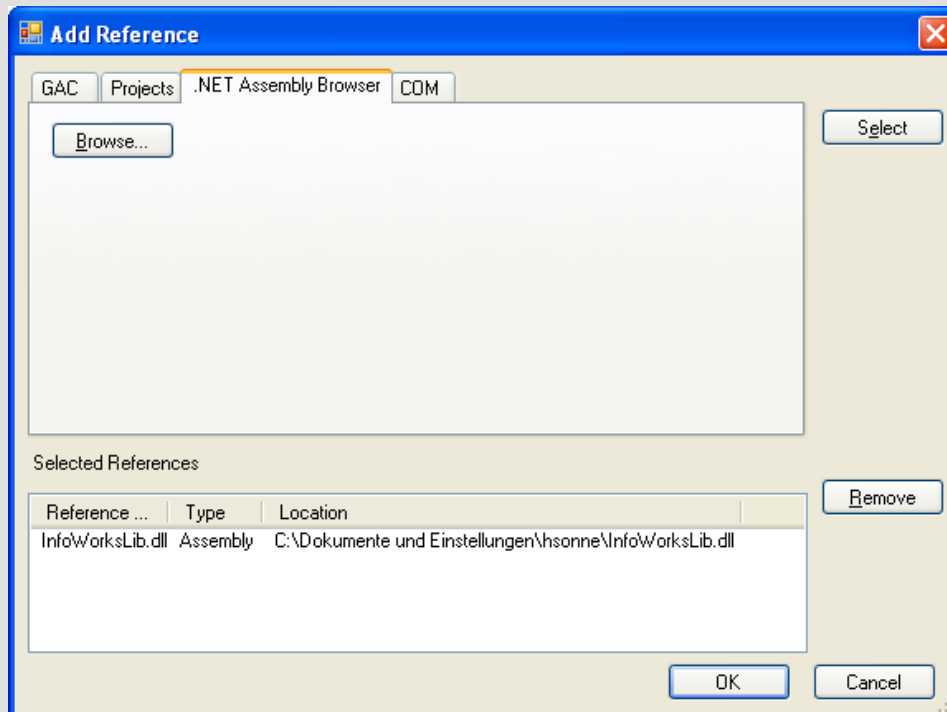 Add Reference
GAC Projects .NET Assembly Browser COM
Browse...
Select
Selected References
Remove
Reference ... Type Location
InfoWorksLib.dll Assembly C:\Dokumente und Einstellungen\hsonne\InfoWorksLib.dll
OK Cancel